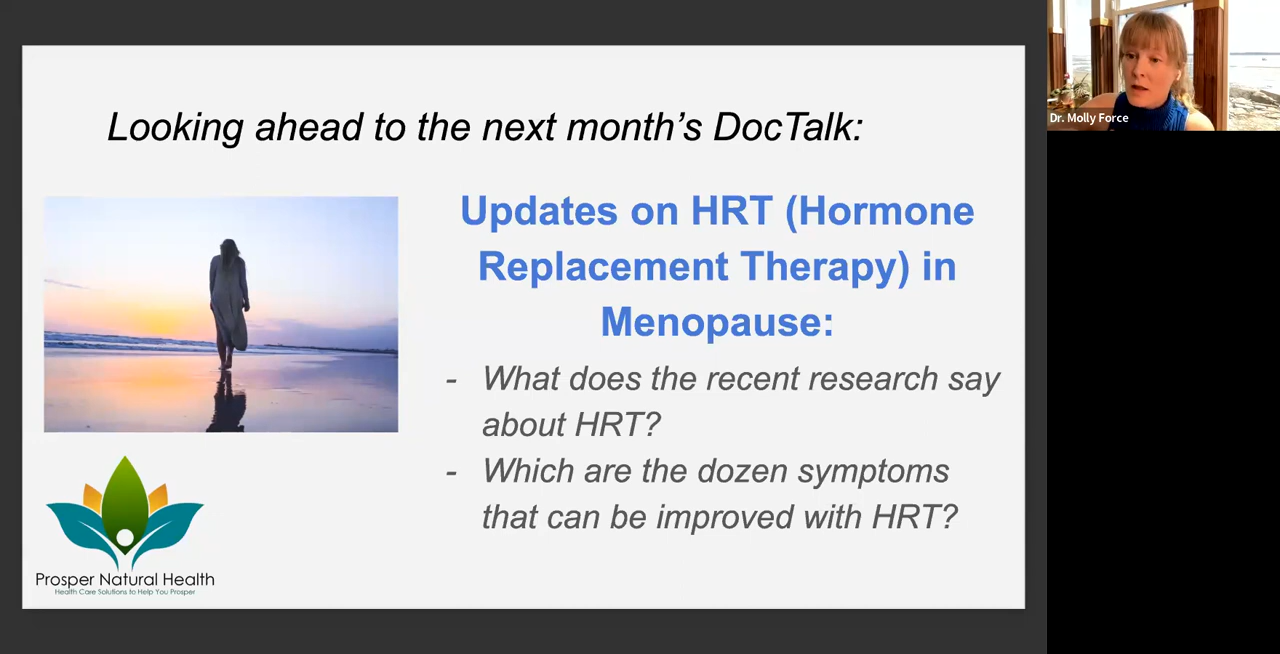 Looking ahead to the next month's DocTalk:
Updates on HRT (Hormone
Replacement Therapy) in
Menopause:
- What does the recent research say
about HRT?
- Which are the dozen symptoms
that can be improved with HRT?
Prosper Natural Health
Health Care Solutions to Help You Prosper
Dr. Molly Force